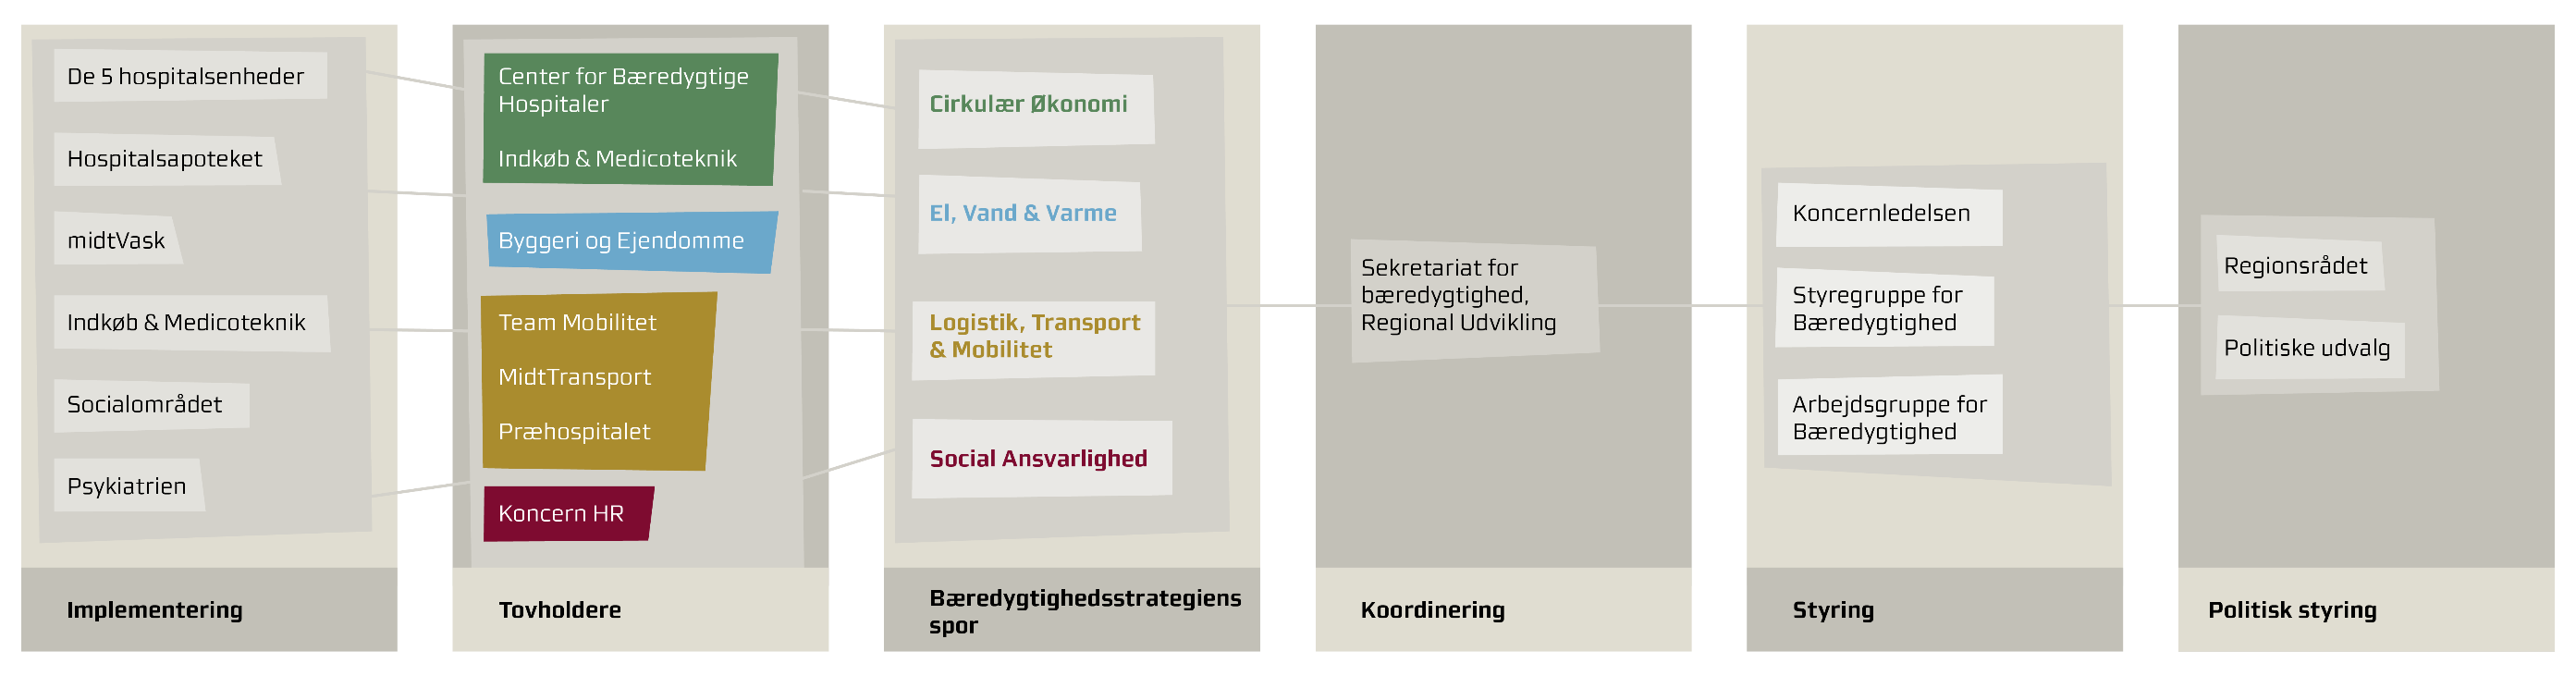 De 5 hospitalsenheder
Hospitalsapoteket
midtVask
Indkøb & Medicoteknik
Socialområdet
Psykiatrien
Implementering
Center for Bæredygtige
Hospitaler
Indkøb & Medicoteknik
Byggeri og Ejendomme
Team Mobilitet
MidtTransport
Præhospitalet
Koncern HR
Tovholdere
Cirkulær Økonomi
El, Vand & Varme
Logistik, Transport
& Mobilitet
Social Ansvarlighed
Bæredygtighedsstrategiens
spor
Sekretariat for
bæredygtighed,
Regional Udvikling
Koordinering
Koncernledelsen
Styregruppe for
Bæredygtighed
Arbejdsgruppe for
Bæredygtighed
Styring
Regionsrådet
Politiske udvalg
Politisk styring